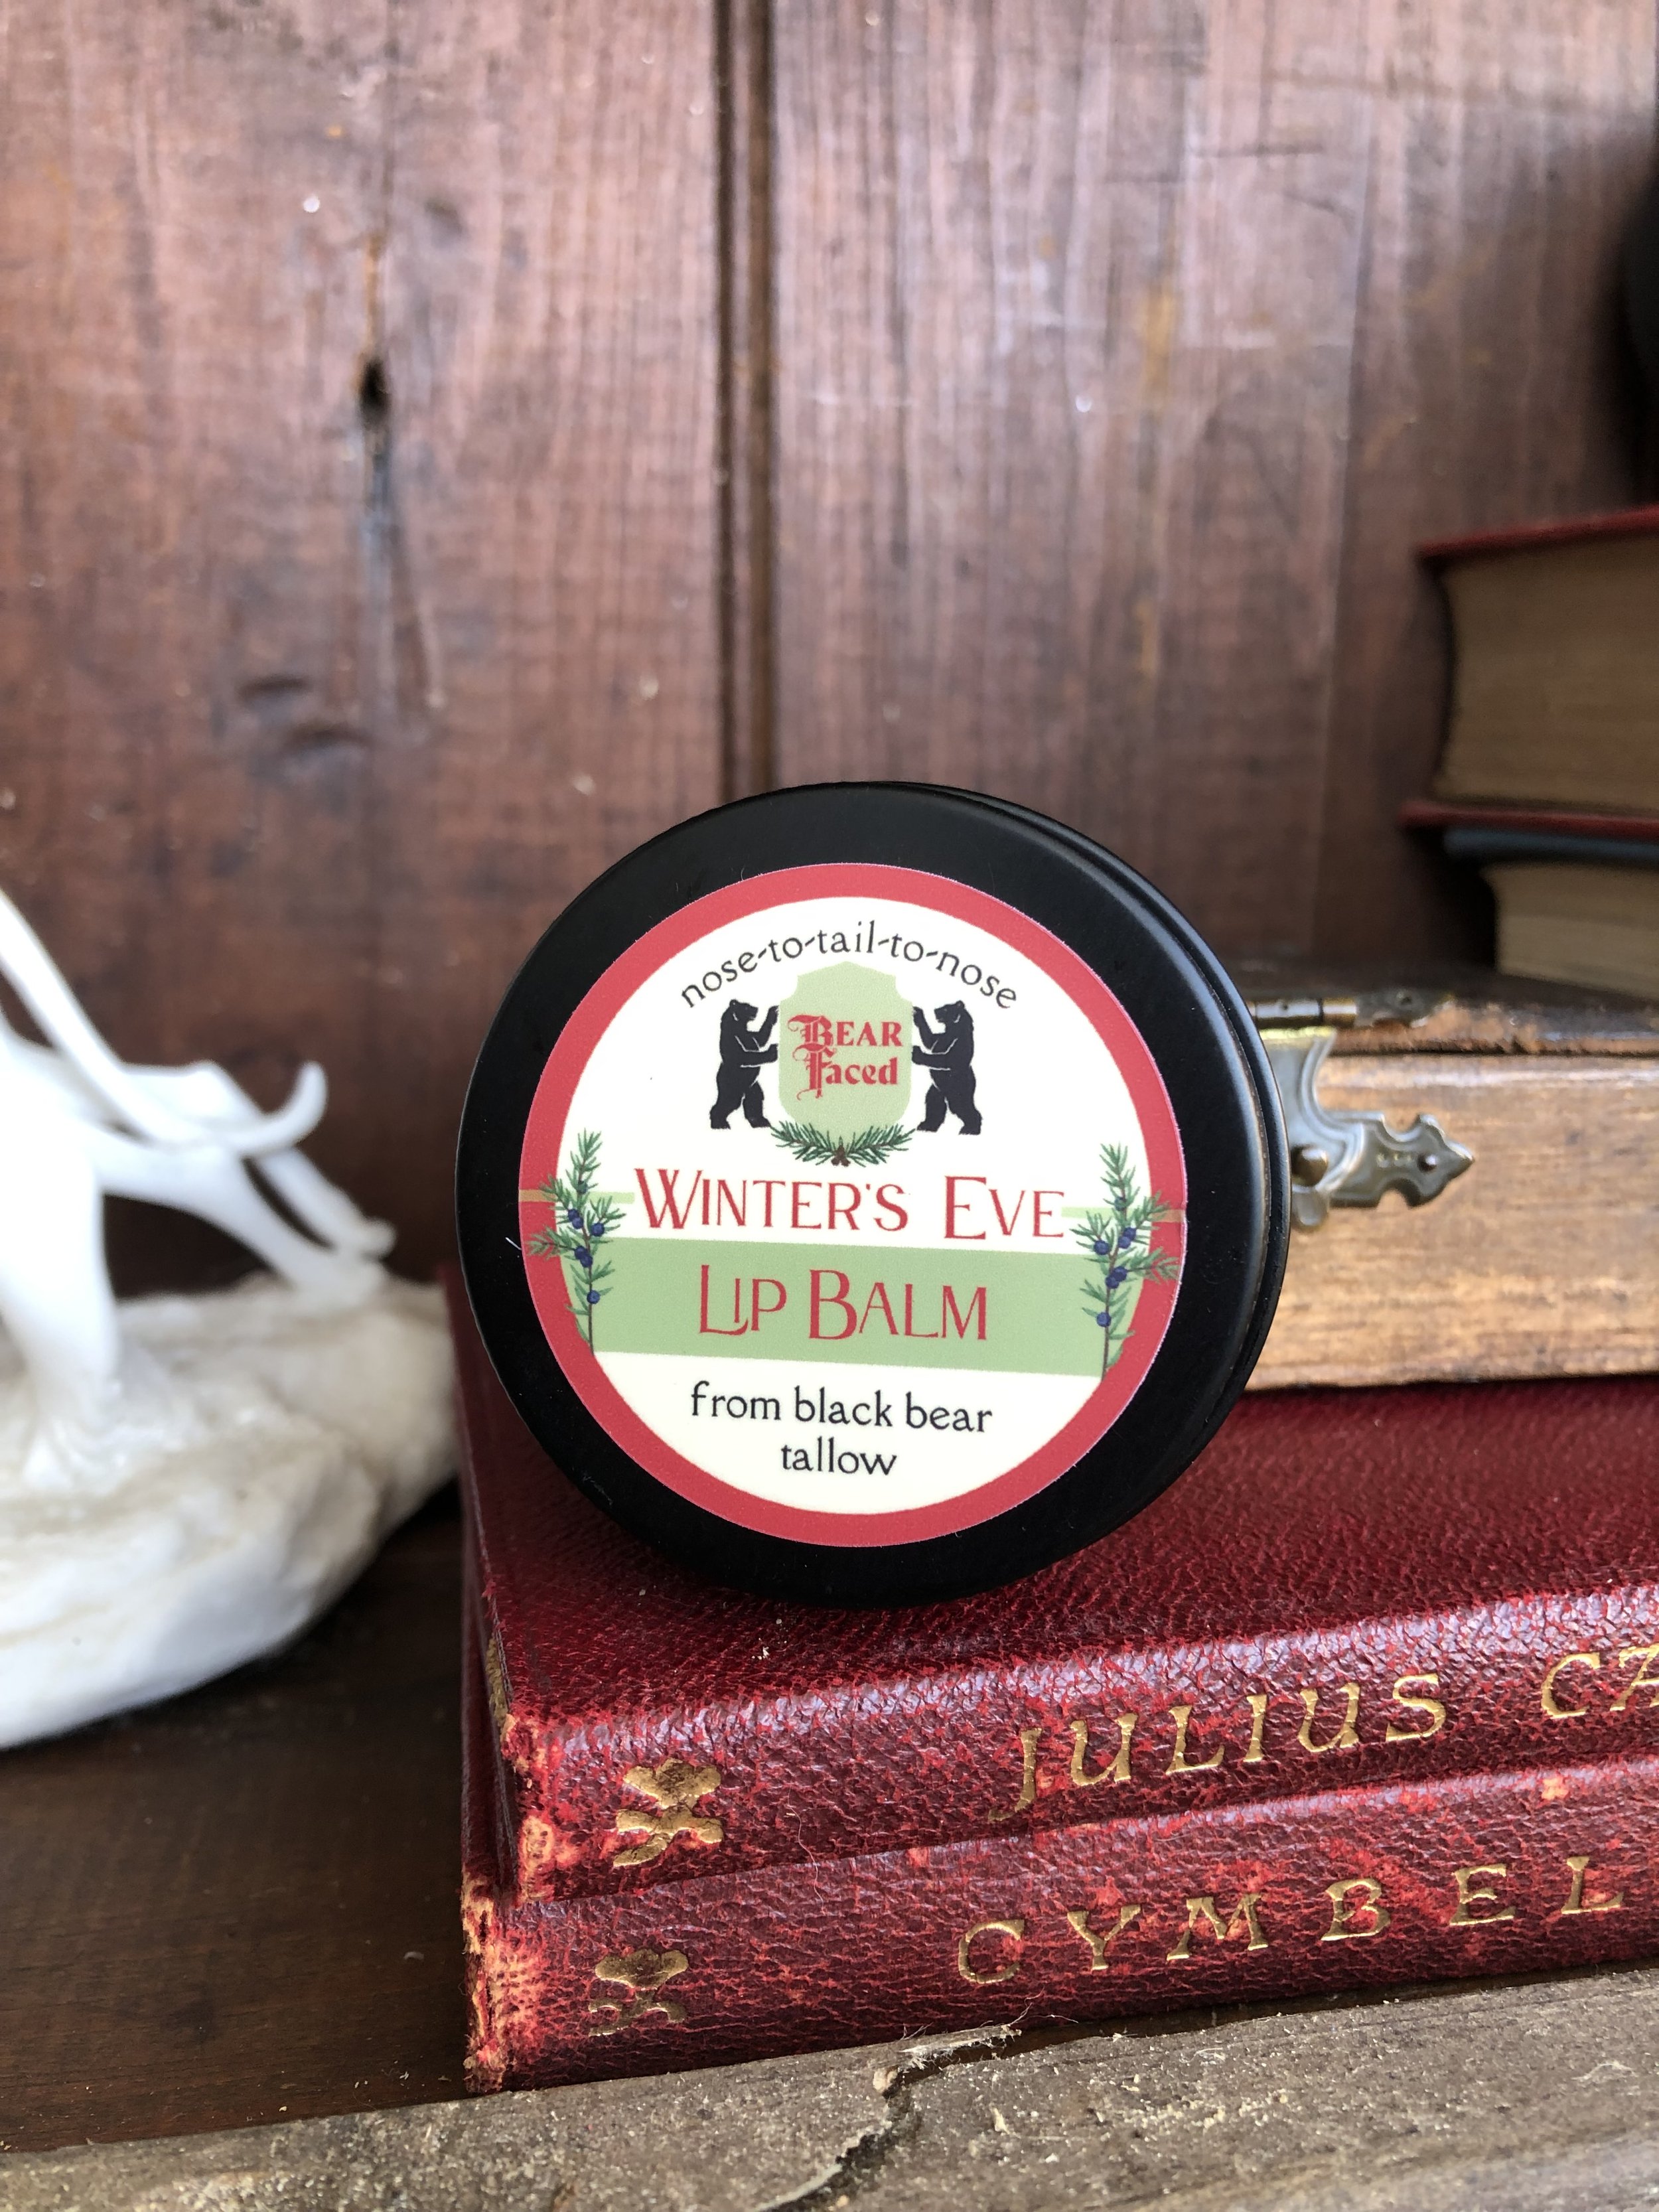 nose-to-tail-to-nose
BEAR
Faced
WINTER'S EVE
LIP BALM
from black bear
tallow
JULIUS
CYMBEL